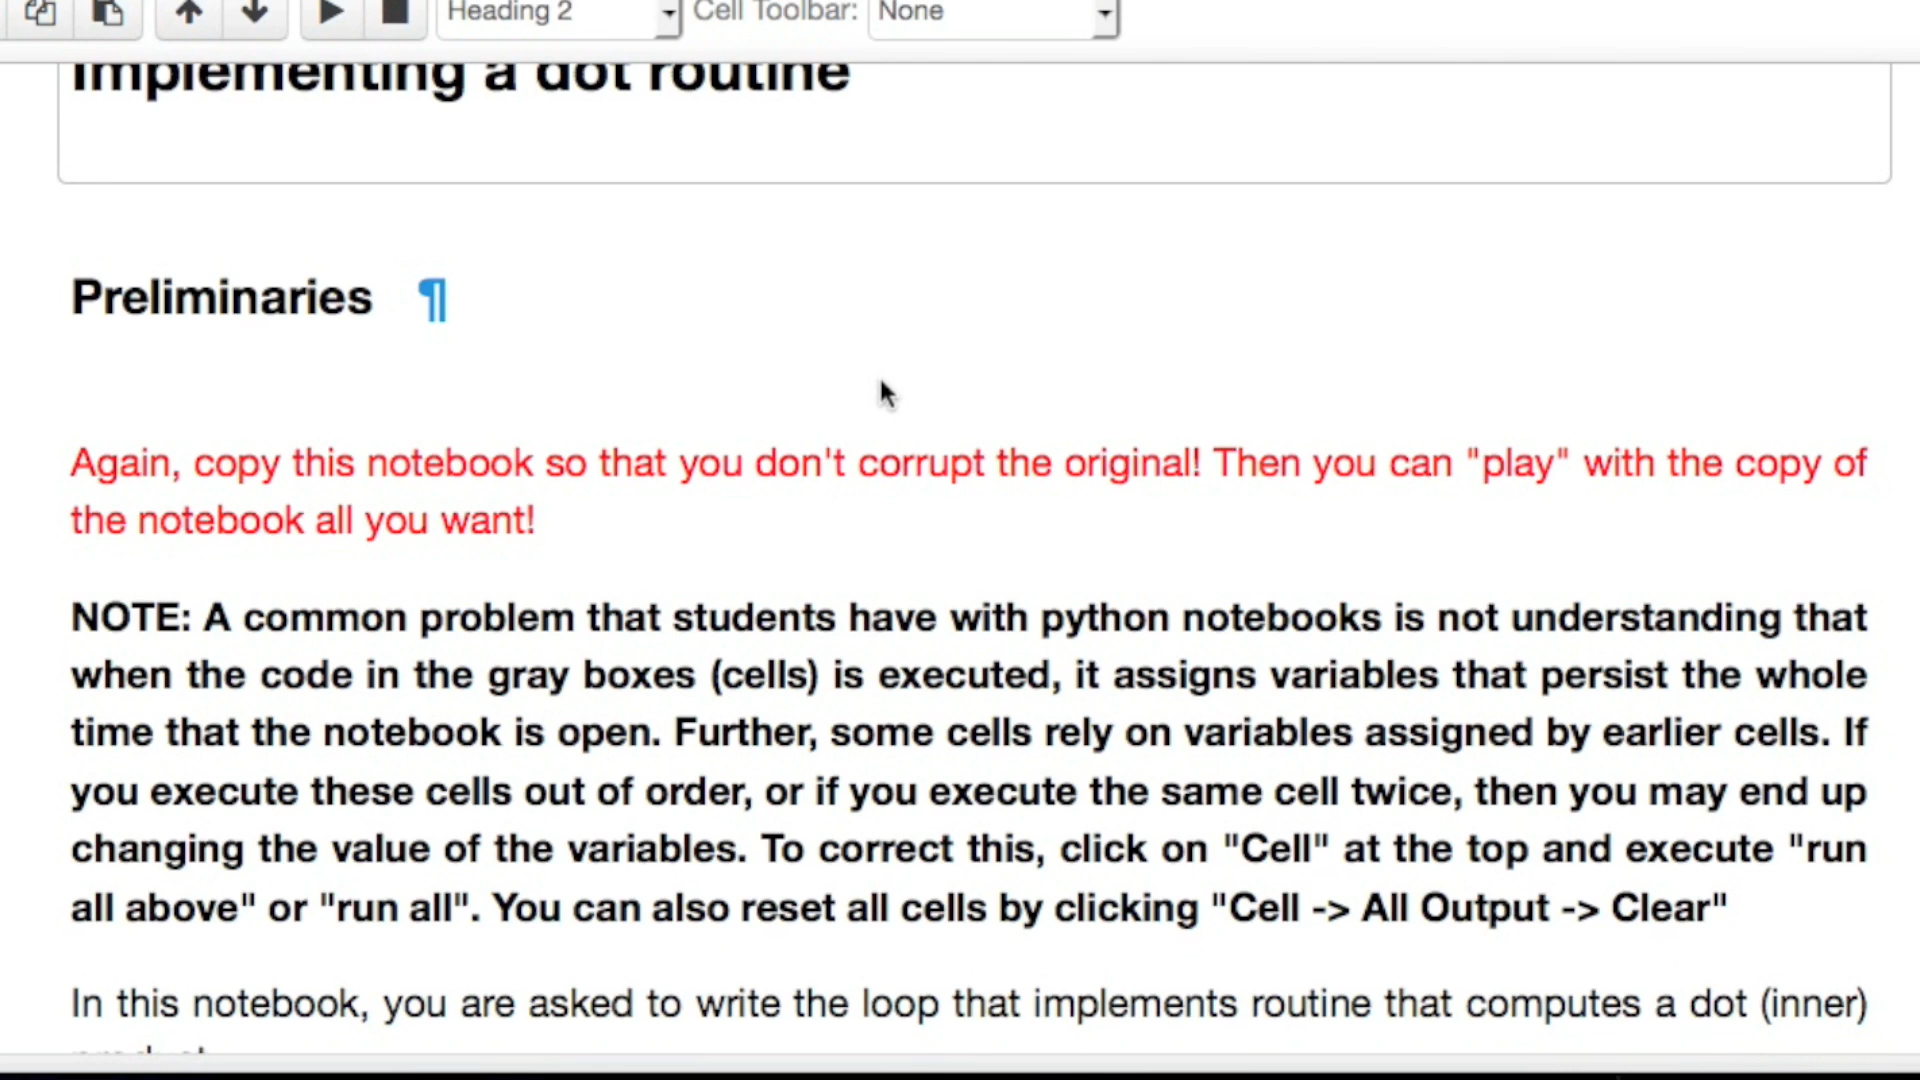 Heading 2 Cell Toolbar: None
Implementing a dot routine
Preliminaries ¶
Again, copy this notebook so that you don't corrupt the original! Then you can "play" with the copy of
the notebook all you want!
NOTE: A common problem that students have with python notebooks is not understanding that
when the code in the gray boxes (cells) is executed, it assigns variables that persist the whole
time that the notebook is open. Further, some cells rely on variables assigned by earlier cells. If
you execute these cells out of order, or if you execute the same cell twice, then you may end up
changing the value of the variables. To correct this, click on "Cell" at the top and execute "run
all above" or "run all". You can also reset all cells by clicking "Cell -> All Output -> Clear"
In this notebook, you are asked to write the loop that implements routine that computes a dot (inner)